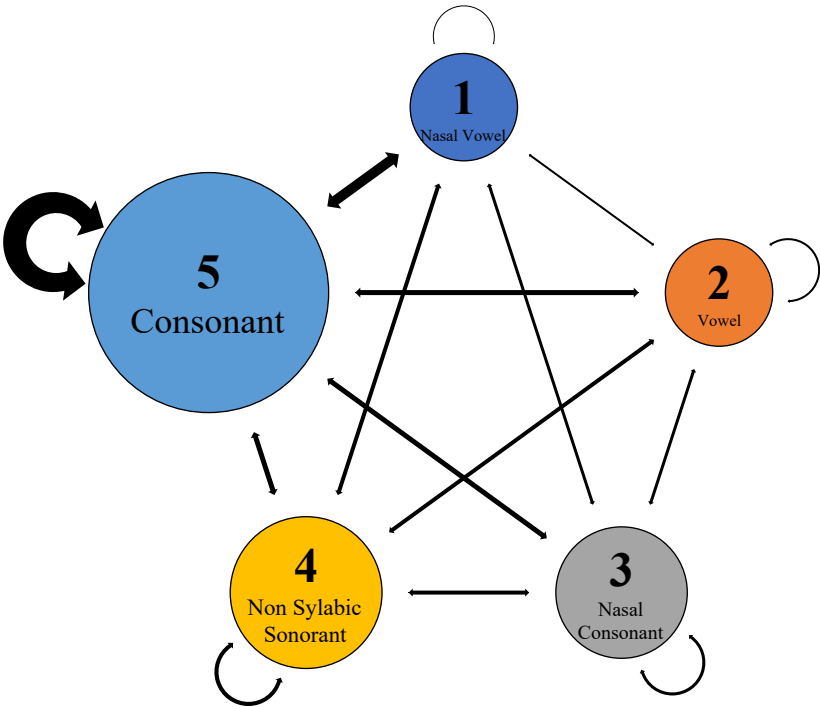 1
Nasal Vowel
5
Consonant
2
Vowel
4
Non Sylabic
Sonorant
3
Nasal
Consonant